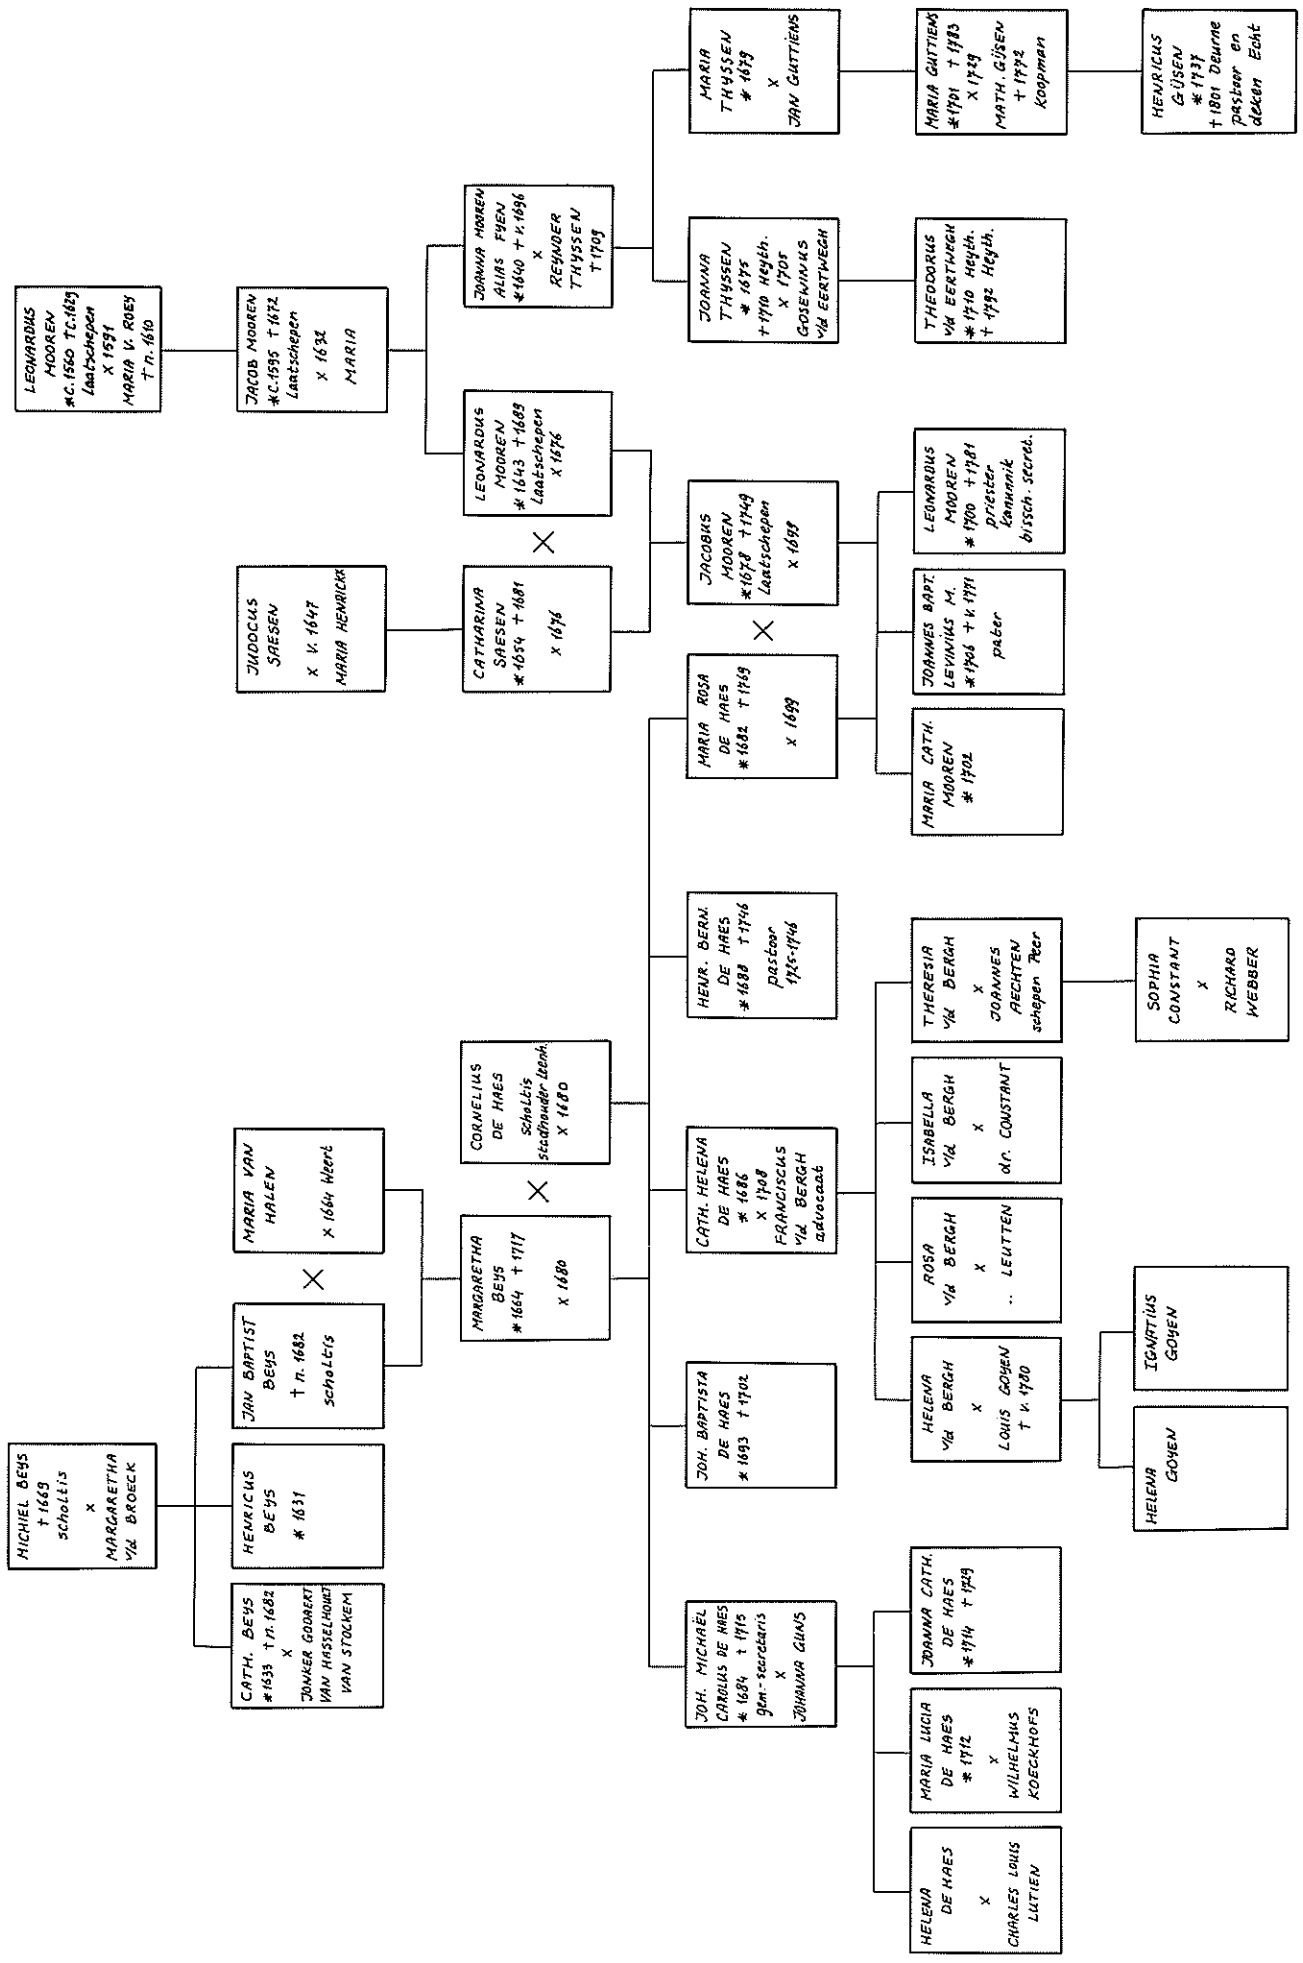 MICHIEL BEYS
† 1669
scholtis
x
MARGARETHA
v/d BROECK
LEONARDUS
MOOREN
*C.1560 †C.1629
Laatschepen
X 1591
MARIA V. ROEY
† n. 1610
CATH. BEYS
*1633 † n. 1682
X
JONKER GODAERT
VAN HASSELHOULT
VAN STOCKEM
HENRICUS
BEYS
* 1631
JAN BAPTIST
BEYS
† n. 1682
scholtis
X
MARIA VAN
HALEN
X 1664 Weert
JUDOCUS
SAESEN
X V. 1647
MARIA HENRICKX
JACOB MOOREN
*C.1595 † 1672
Laatschepen
X 1632
MARIA
MARGARETHA
BEYS
* 1664 † 1717
X 1680
X
CORNELIUS
DE HAES
scholtis
stadhouder Leenh.
X 1680
CATHARINA
SAESEN
* 1654 † 1681
X 1676
X
LEONARDUS
MOOREN
* 1643 † 1689
Laatschepen
X 1676
JOANNA MOOREN
ALIAS FYEN
*1640 † V. 1696
X
REYNDER
THYSSEN
† 1709
JOH. MICHAËL
CAROLUS DE HAES
* 1684 † 1715
gem.-secretaris
X
JOHANNA GUNS
JOH. BAPTISTA
DE HAES
* 1693 † 1702
CATH. HELENA
DE HAES
* 1686
X 1708
FRANCISCUS
v/d BERGH
advocaat
HENR. BERN.
DE HAES
* 1688 † 1746
pastoor
1725-1746
MARIA ROSA
DE HAES
* 1682 † 1769
X 1699
X
JACOBUS
MOOREN
*1678 † 1749
Laatschepen
X 1699
JOANNA
THYSSEN
* 1675
† 1710 Heyth.
X 1705
GOSEWINUS
v/d EERTWEGH
MARIA
THYSSEN
* 1679
X
JAN GUTTIENS
HELENA
DE HAES
X
CHARLES LOUIS
LUTIEN
MARIA LUCIA
DE HAES
* 1712
X
WILHELMUS
KOECKHOFS
JOANNA CATH.
DE HAES
*1714 † 1729
HELENA
v/d BERGH
X
LOUIS GOYEN
† V. 1780
ROSA
v/d BERGH
X
.. LEUTTEN
ISABELLA
v/d BERGH
X
dr. CONSTANT
THERESIA
v/d BERGH
X
JOANNES
AECHTEN
schepen Peer
MARIA CATH.
MOOREN
* 1702
JOANNES BAPT.
LEVINIUS M.
*1706 † V. 1771
pater
LEONARDUS
MOOREN
*1700 † 1781
priester
Kanunnik
bissch. secret.
THEODORUS
v/d EERTWEGH
*1710 Heyth.
† 1792 Heyth.
MARIA GUTTIENS
*1701 † 1783
X 1729
MATH. GIJSEN
† 1772
Koopman
HELENA
GOYEN
IGNATIUS
GOYEN
SOPHIA
CONSTANT
X
RICHARD
WEBBER
HENRICUS
GIJSEN
* 1737
† 1801 Deurne
pastoor en
deken Echt